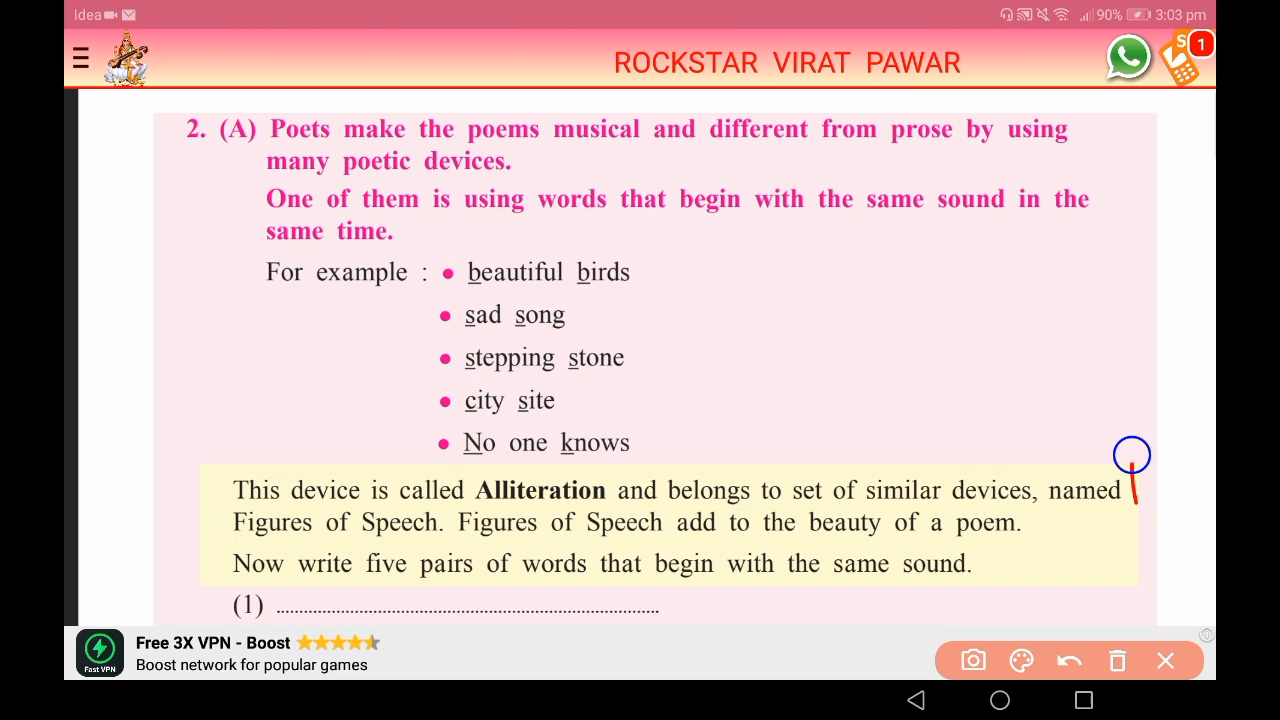 Idea 90% 3:03 pm
ROCKSTAR VIRAT PAWAR S 1
2. (A) Poets make the poems musical and different from prose by using
many poetic devices.
One of them is using words that begin with the same sound in the
same time.
For example : • beautiful birds
• sad song
• stepping stone
• city site
• No one knows
This device is called Alliteration and belongs to set of similar devices, named
Figures of Speech. Figures of Speech add to the beauty of a poem.
Now write five pairs of words that begin with the same sound.
(1) ....................................................................................
Free 3X VPN - Boost
Fast VPN
Boost network for popular games